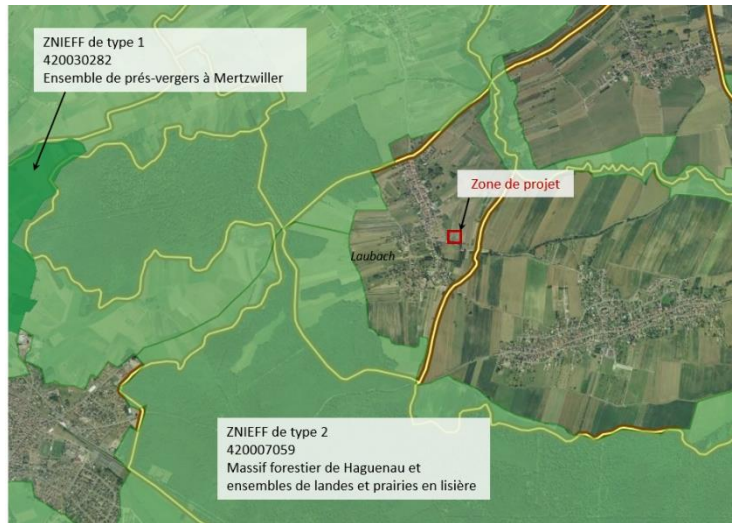 ZNIEFF de type 1
420030282
Ensemble de prés-vergers à Mertzwiller
Zone de projet
Laubach
ZNIEFF de type 2
420007059
Massif forestier de Haguenau et
ensembles de landes et prairies en lisière